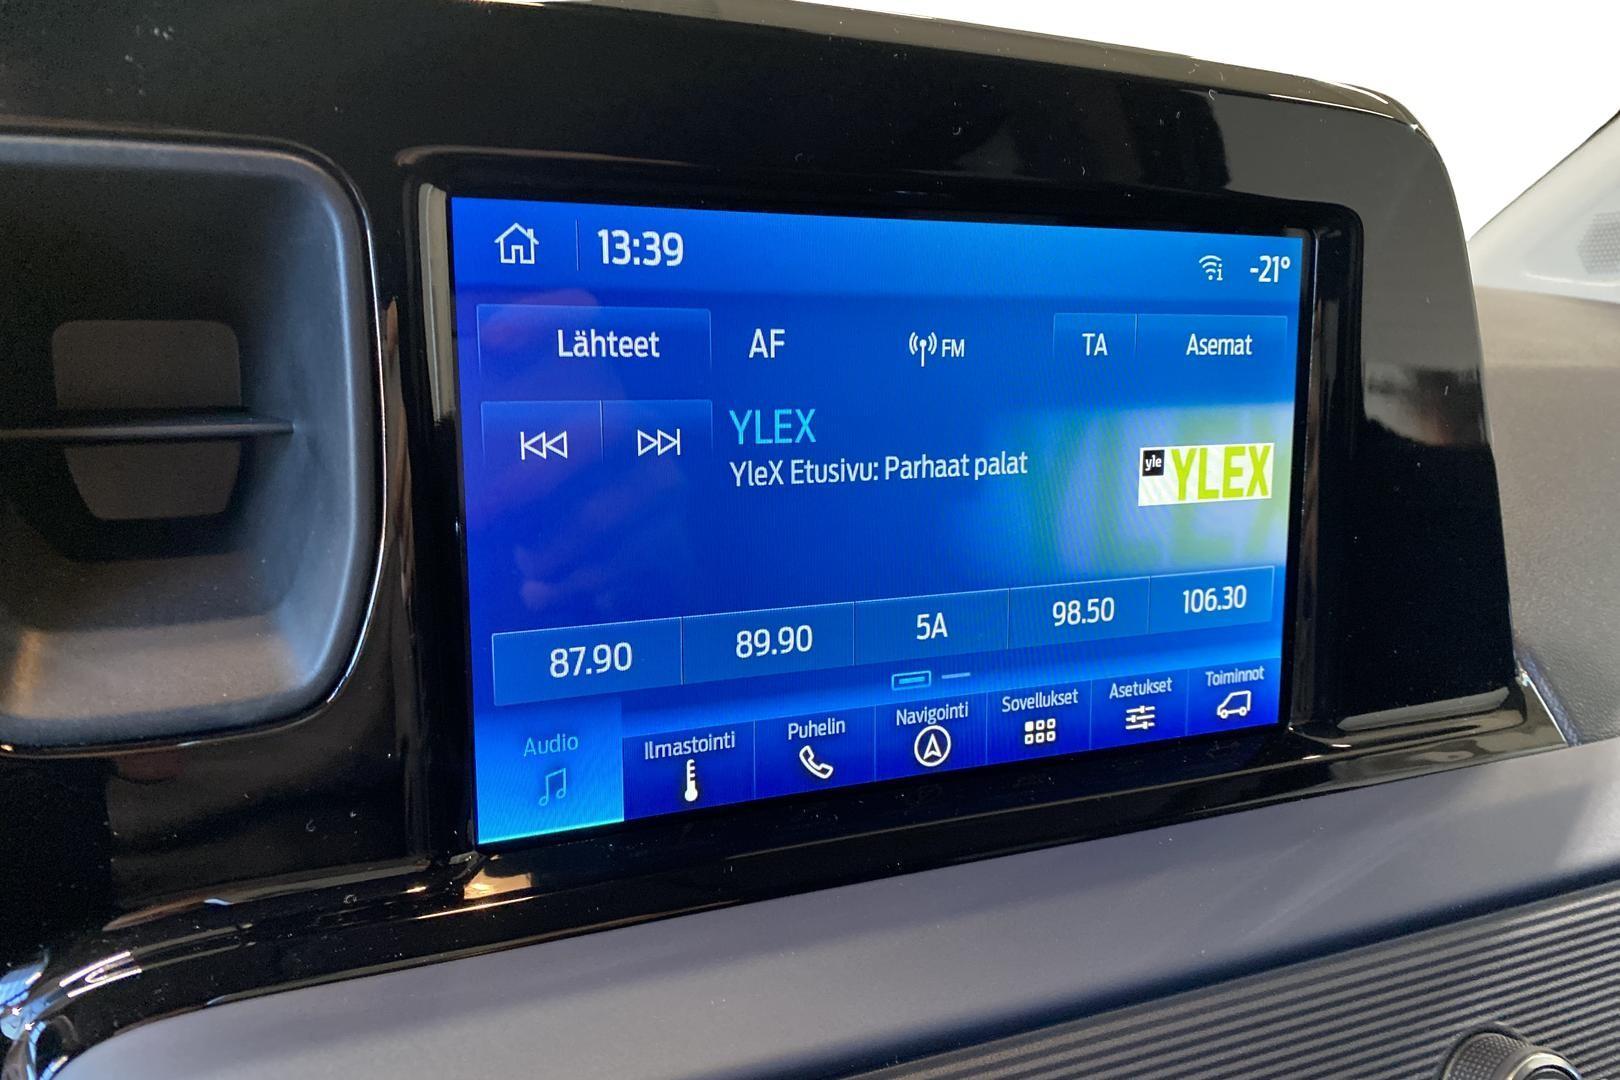 13:39
-21°
Lähteet
AF
FM
TA
Asemat
YLEX
YleX Etusivu: Parhaat palat
yle YLEX
87.90
89.90
5A
98.50
106.30
Audio
Ilmastointi
Puhelin
Navigointi
Sovellukset
Asetukset
Toiminnot